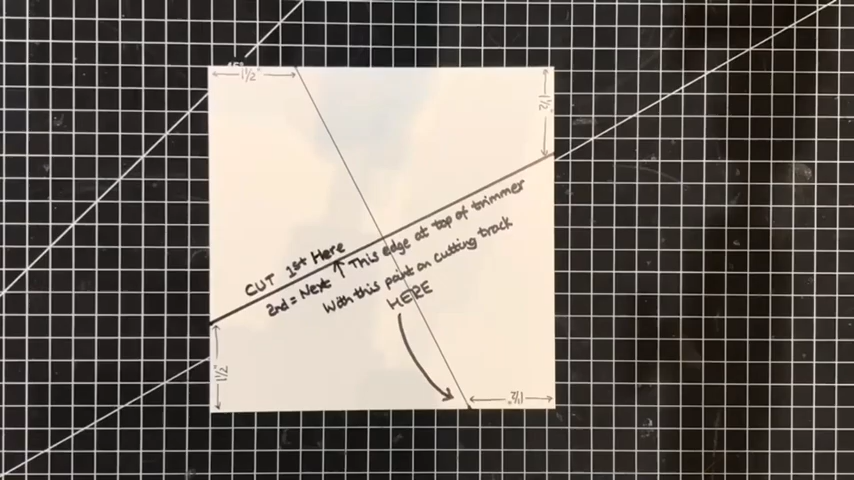 45°
1½"
1½"
CUT 1st Here
2nd = Next ↑ This edge at top of trimmer
With this point on cutting track
HERE
1½"
1½"